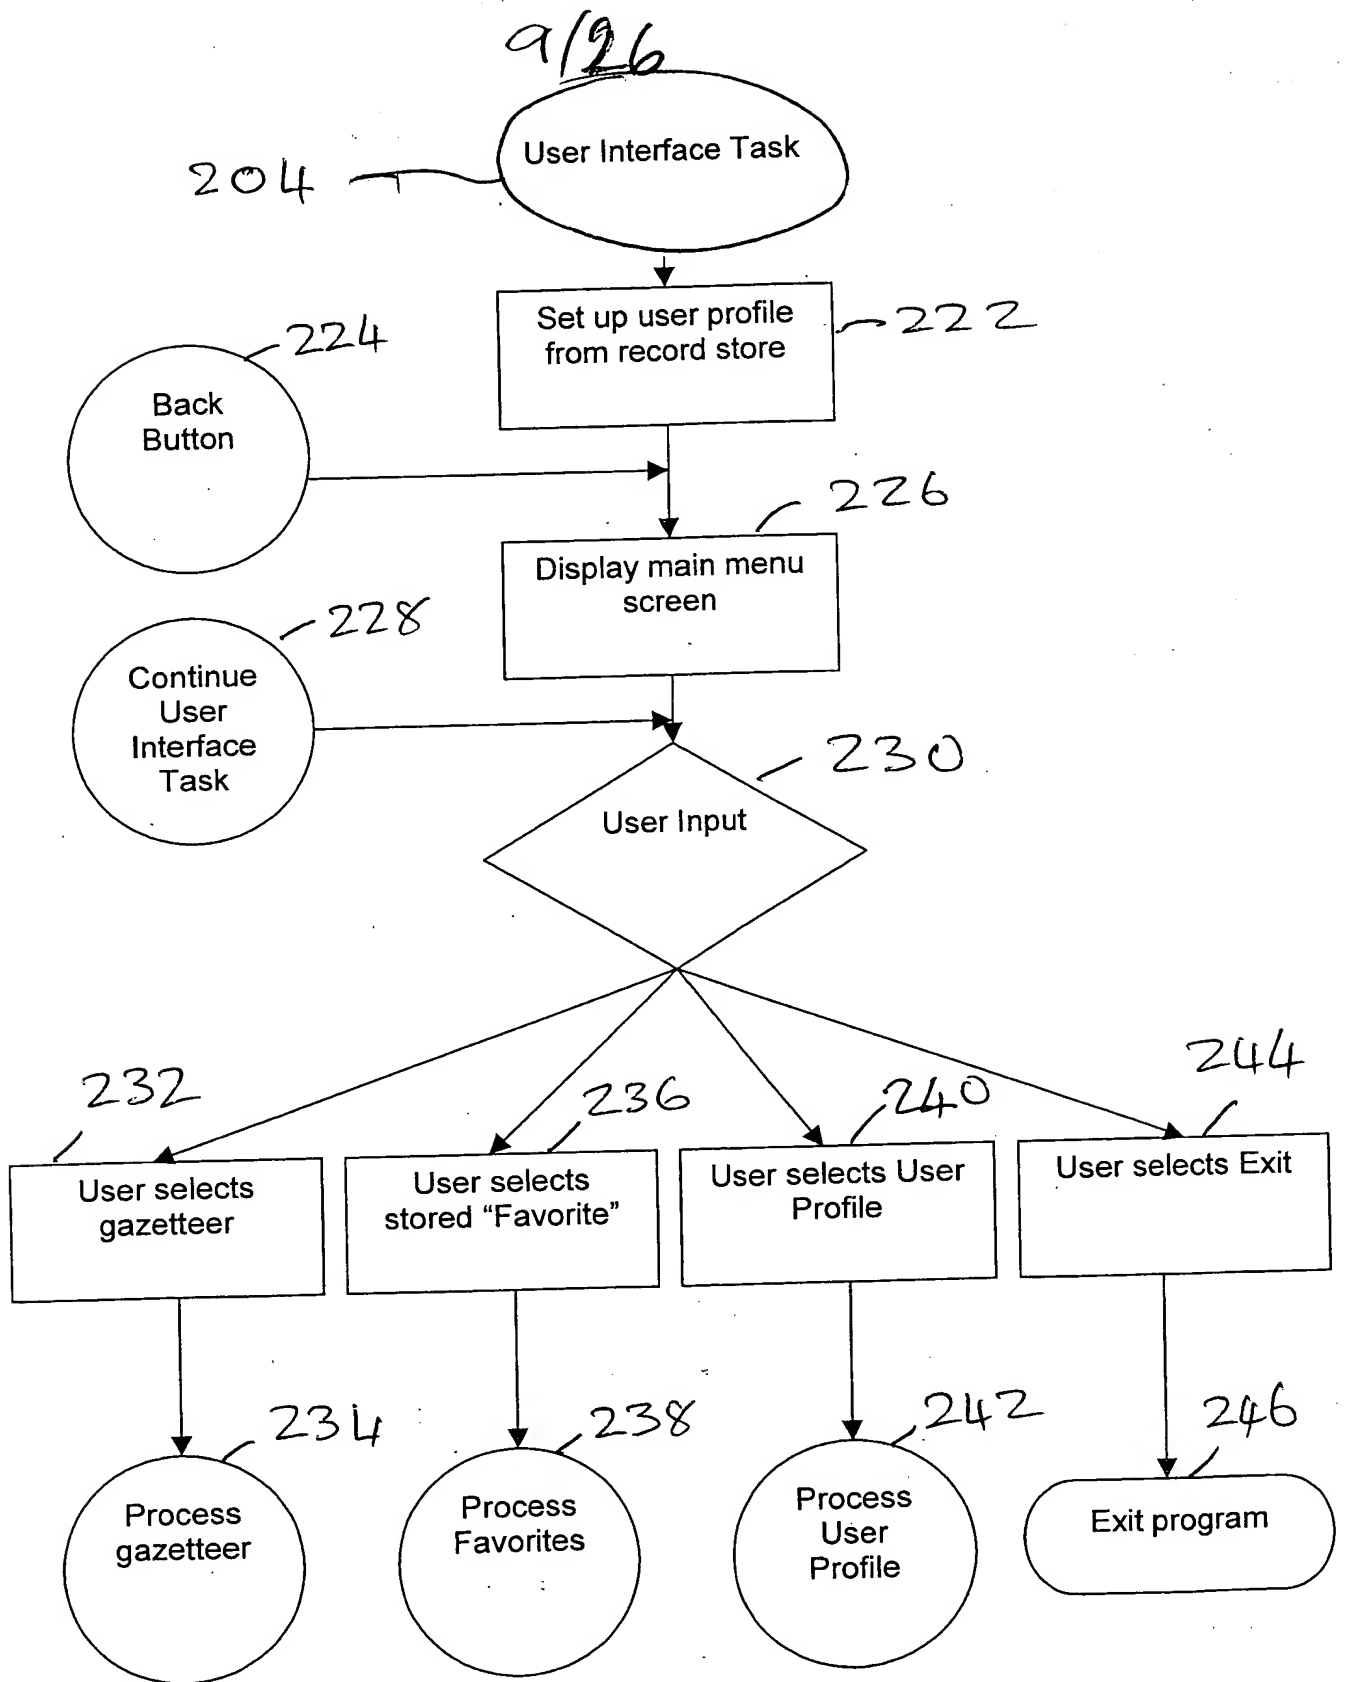 9/26
User Interface Task
204
Set up user profile
from record store
222
224
Back
Button
226
Display main menu
screen
228
Continue
User
Interface
Task
230
User Input
232
236
240
244
User selects
gazetteer
User selects
stored “Favorite”
User selects User
Profile
User selects Exit
234
238
242
246
Process
gazetteer
Process
Favorites
Process
User
Profile
Exit program